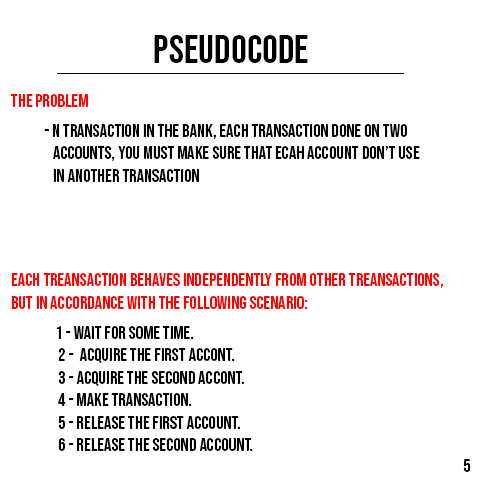 PSEUDOCODE
THE PROBLEM
- N TRANSACTION IN THE BANK, EACH TRANSACTION DONE ON TWO
ACCOUNTS, YOU MUST MAKE SURE THAT ECAH ACCOUNT DON'T USE
IN ANOTHER TRANSACTION
EACH TREANSACTION BEHAVES INDEPENDENTLY FROM OTHER TREANSACTIONS,
BUT IN ACCORDANCE WITH THE FOLLOWING SCENARIO:
1 - WAIT FOR SOME TIME.
2 - ACQUIRE THE FIRST ACCONT.
3 - ACQUIRE THE SECOND ACCONT.
4 - MAKE TRANSACTION.
5 - RELEASE THE FIRST ACCOUNT.
6 - RELEASE THE SECOND ACCOUNT.
5